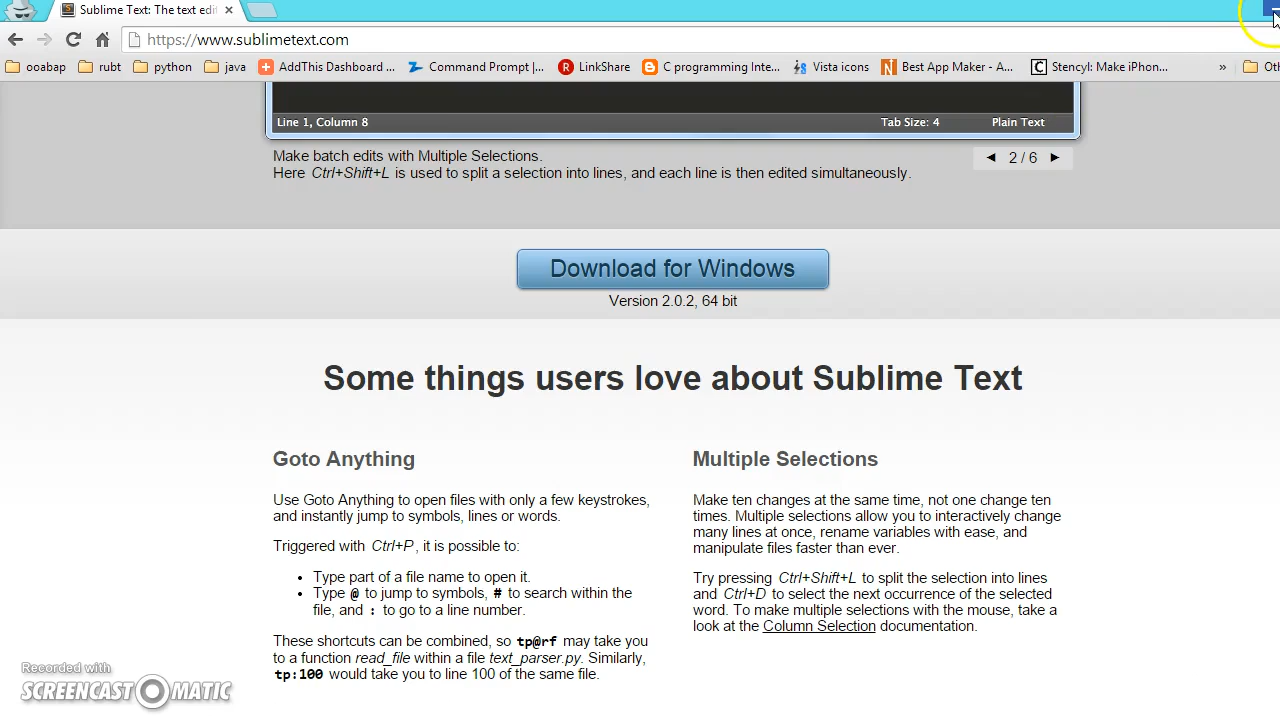 Sublime Text: The text edi
https://www.sublimetext.com
ooabap rubt python java AddThis Dashboard ... Command Prompt |... LinkShare C programming Inte... Vista icons Best App Maker - A... Stencyl: Make iPhon... » Oth
Line 1, Column 8 Tab Size: 4 Plain Text
Make batch edits with Multiple Selections.
Here Ctrl+Shift+L is used to split a selection into lines, and each line is then edited simultaneously.
◄ 2 / 6 ►
Download for Windows
Version 2.0.2, 64 bit
Some things users love about Sublime Text
Goto Anything
Use Goto Anything to open files with only a few keystrokes,
and instantly jump to symbols, lines or words.
Triggered with Ctrl+P, it is possible to:
• Type part of a file name to open it.
• Type @ to jump to symbols, # to search within the
file, and : to go to a line number.
These shortcuts can be combined, so tp@rf may take you
to a function read_file within a file text_parser.py. Similarly,
tp:100 would take you to line 100 of the same file.
Multiple Selections
Make ten changes at the same time, not one change ten
times. Multiple selections allow you to interactively change
many lines at once, rename variables with ease, and
manipulate files faster than ever.
Try pressing Ctrl+Shift+L to split the selection into lines
and Ctrl+D to select the next occurrence of the selected
word. To make multiple selections with the mouse, take a
look at the Column Selection documentation.
Recorded with
SCREENCAST MATIC